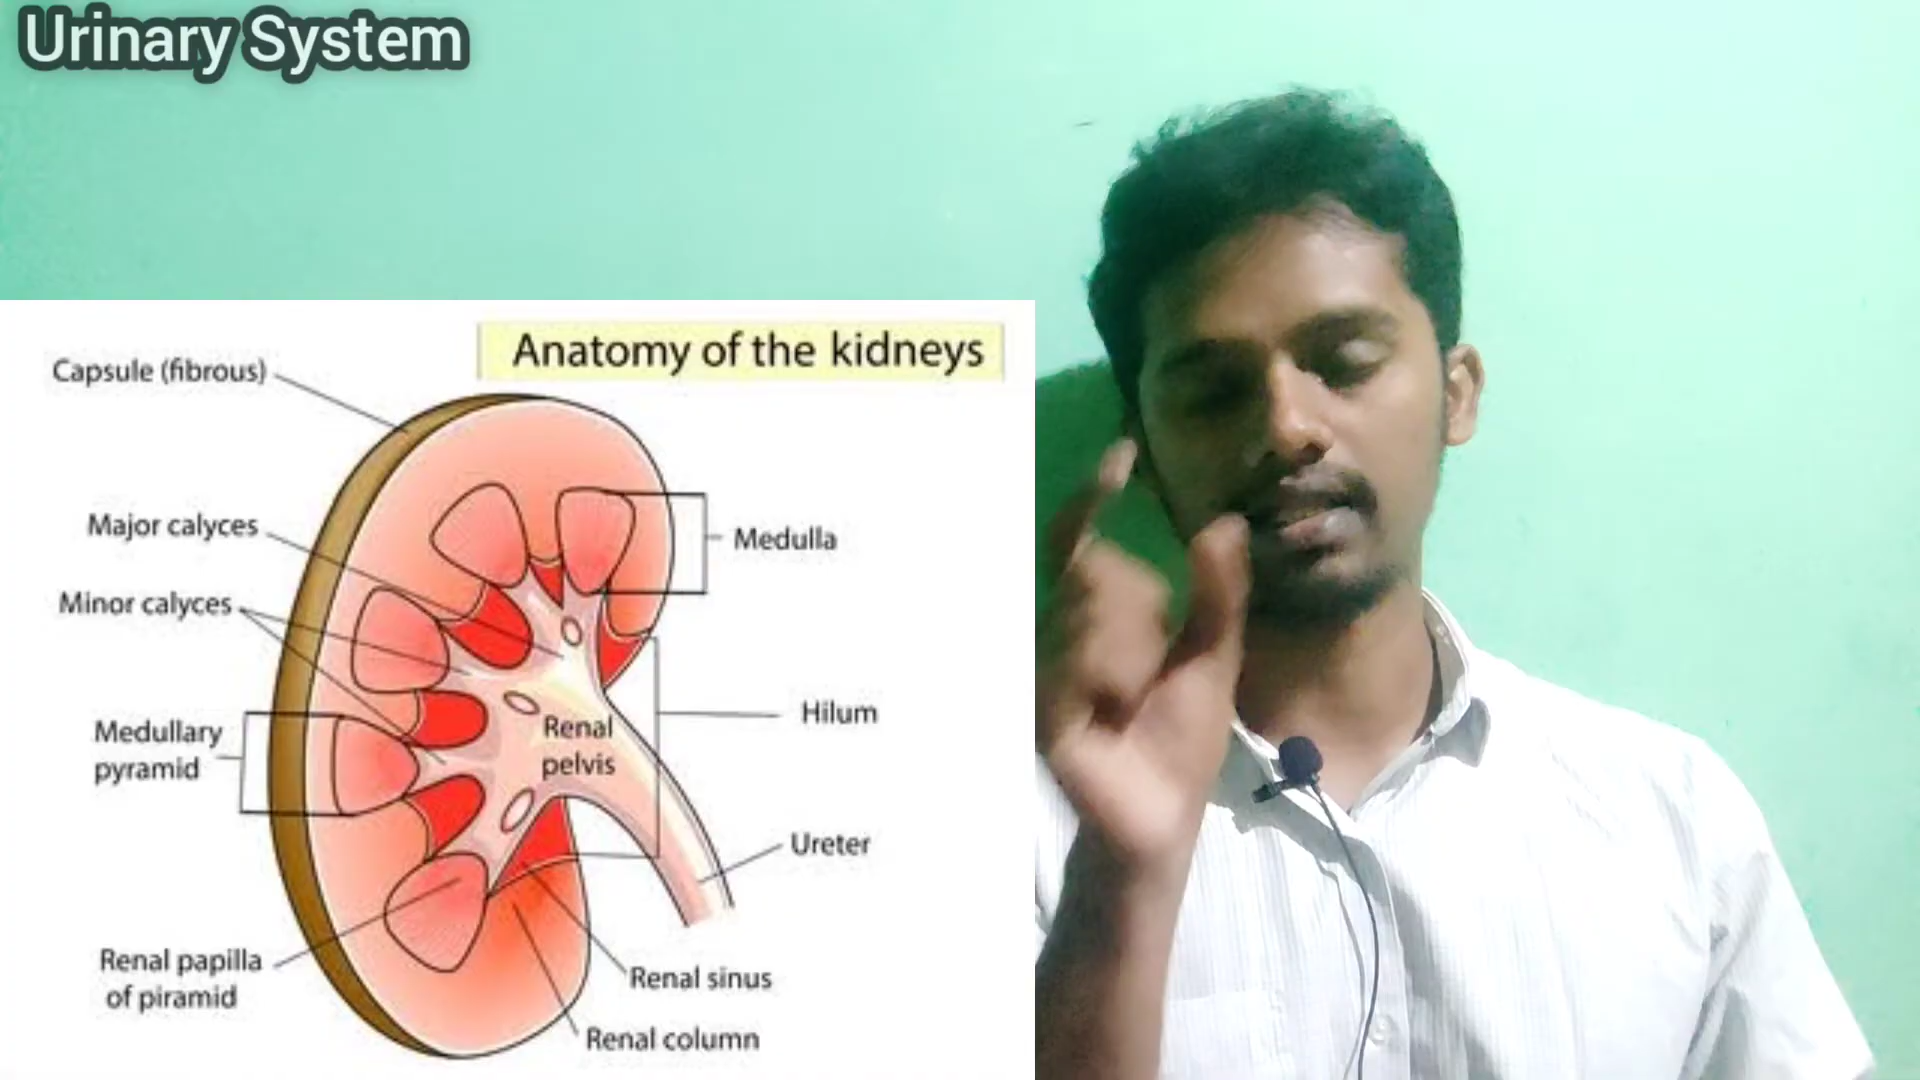 Urinary System
Anatomy of the kidneys
Capsule (fibrous)
Major calyces
Medulla
Minor calyces
Medullary
pyramid
Renal
pelvis
Hilum
Ureter
Renal papilla
of piramid
Renal sinus
Renal column